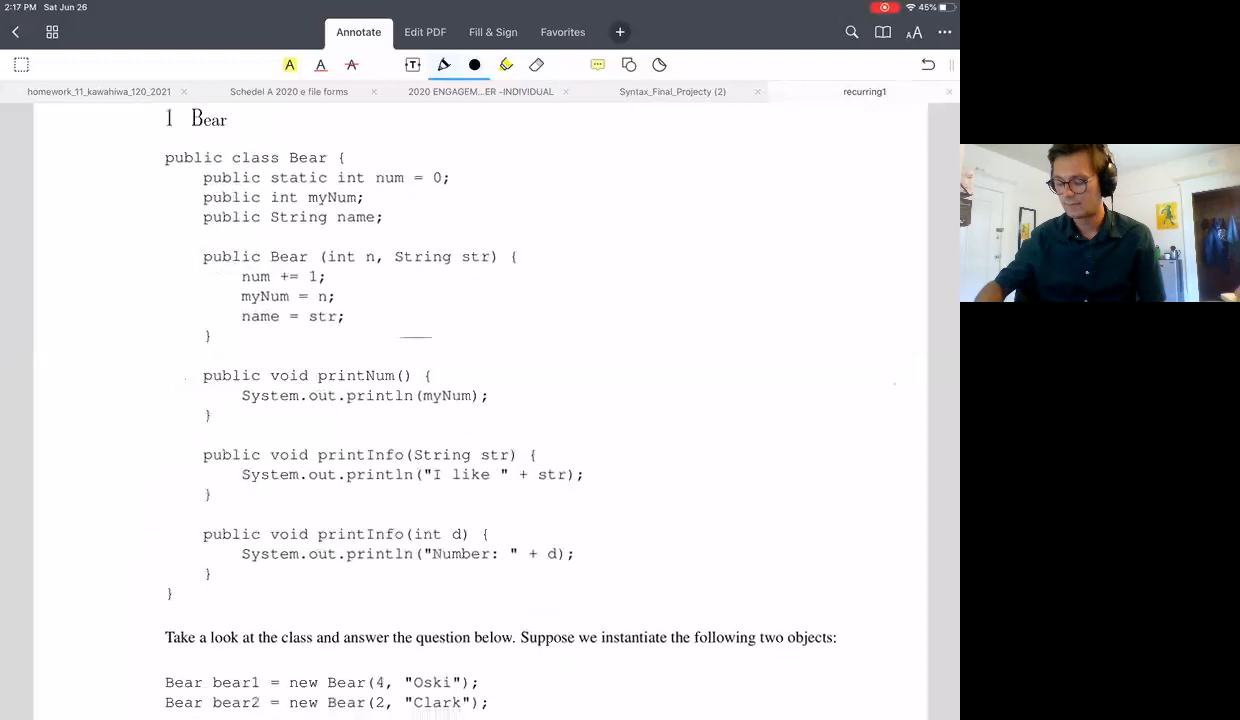 2:17 PM Sat Jun 26
45%
Annotate
Edit PDF
Fill & Sign
Favorites
+
AA
A
A
A
T
homework_11_kawahiwa_120_2021 ×
Schedel A 2020 e file forms ×
2020 ENGAGEM...ER -INDIVIDUAL ×
Syntax_Final_Projecty (2) ×
recurring1 ×
1 Bear
public class Bear {
public static int num = 0;
public int myNum;
public String name;
public Bear (int n, String str) {
num += 1;
myNum = n;
name = str;
}
public void printNum() {
System.out.println(myNum);
}
public void printInfo(String str) {
System.out.println("I like " + str);
}
public void printInfo(int d) {
System.out.println("Number: " + d);
}
}
Take a look at the class and answer the question below. Suppose we instantiate the following two objects:
Bear bear1 = new Bear(4, "Oski");
Bear bear2 = new Bear(2, "Clark");